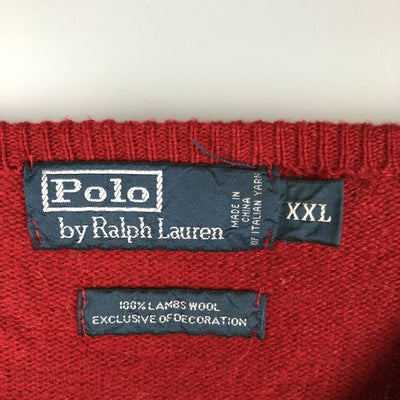 Polo
by Ralph Lauren
MADE IN
CHINA
OF ITALIAN YARN
XXL
100% LAMBS WOOL
EXCLUSIVE OF DECORATION